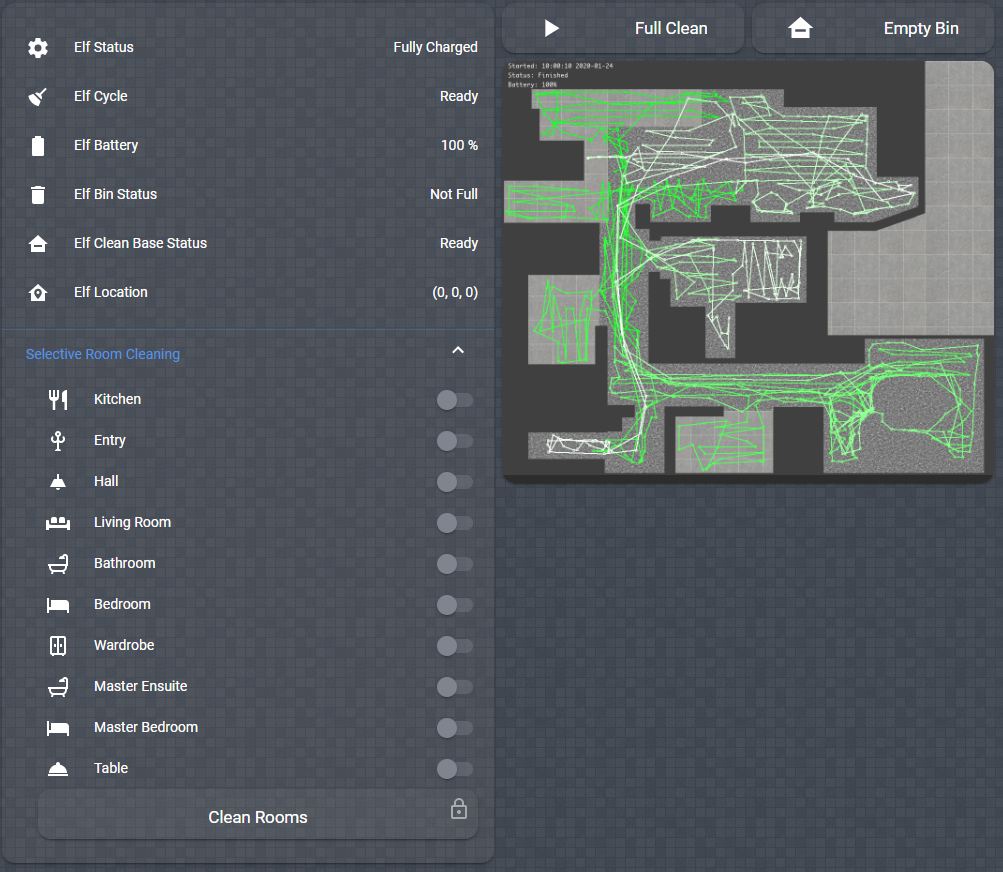 Elf Status Fully Charged
Elf Cycle Ready
Elf Battery 100 %
Elf Bin Status Not Full
Elf Clean Base Status Ready
Elf Location (0, 0, 0)
Selective Room Cleaning
Kitchen
Entry
Hall
Living Room
Bathroom
Bedroom
Wardrobe
Master Ensuite
Master Bedroom
Table
Clean Rooms
Full Clean
Empty Bin
Started: 10:00:10 2020-01-24
Status: Finished
Battery: 100%